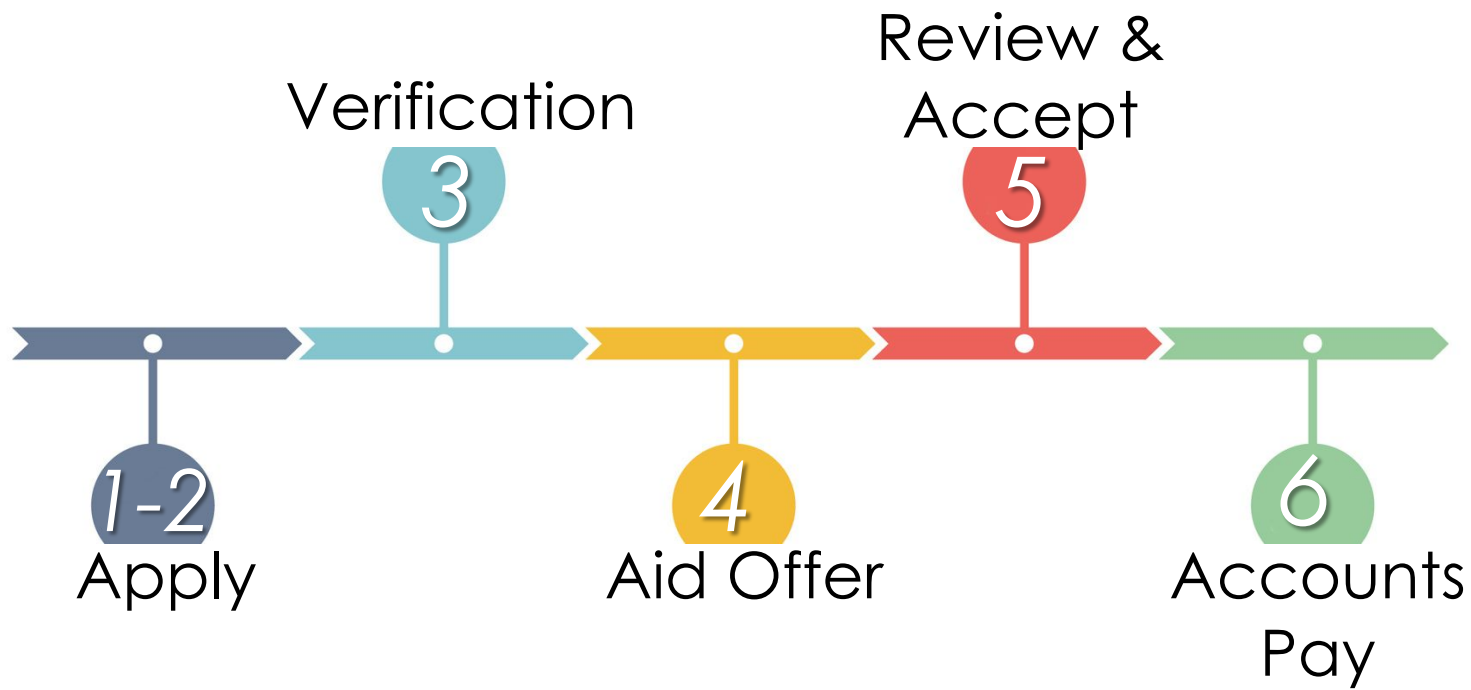 Review &
Accept
Verification
3
5
1-2
4
6
Apply
Aid Offer
Accounts
Pay